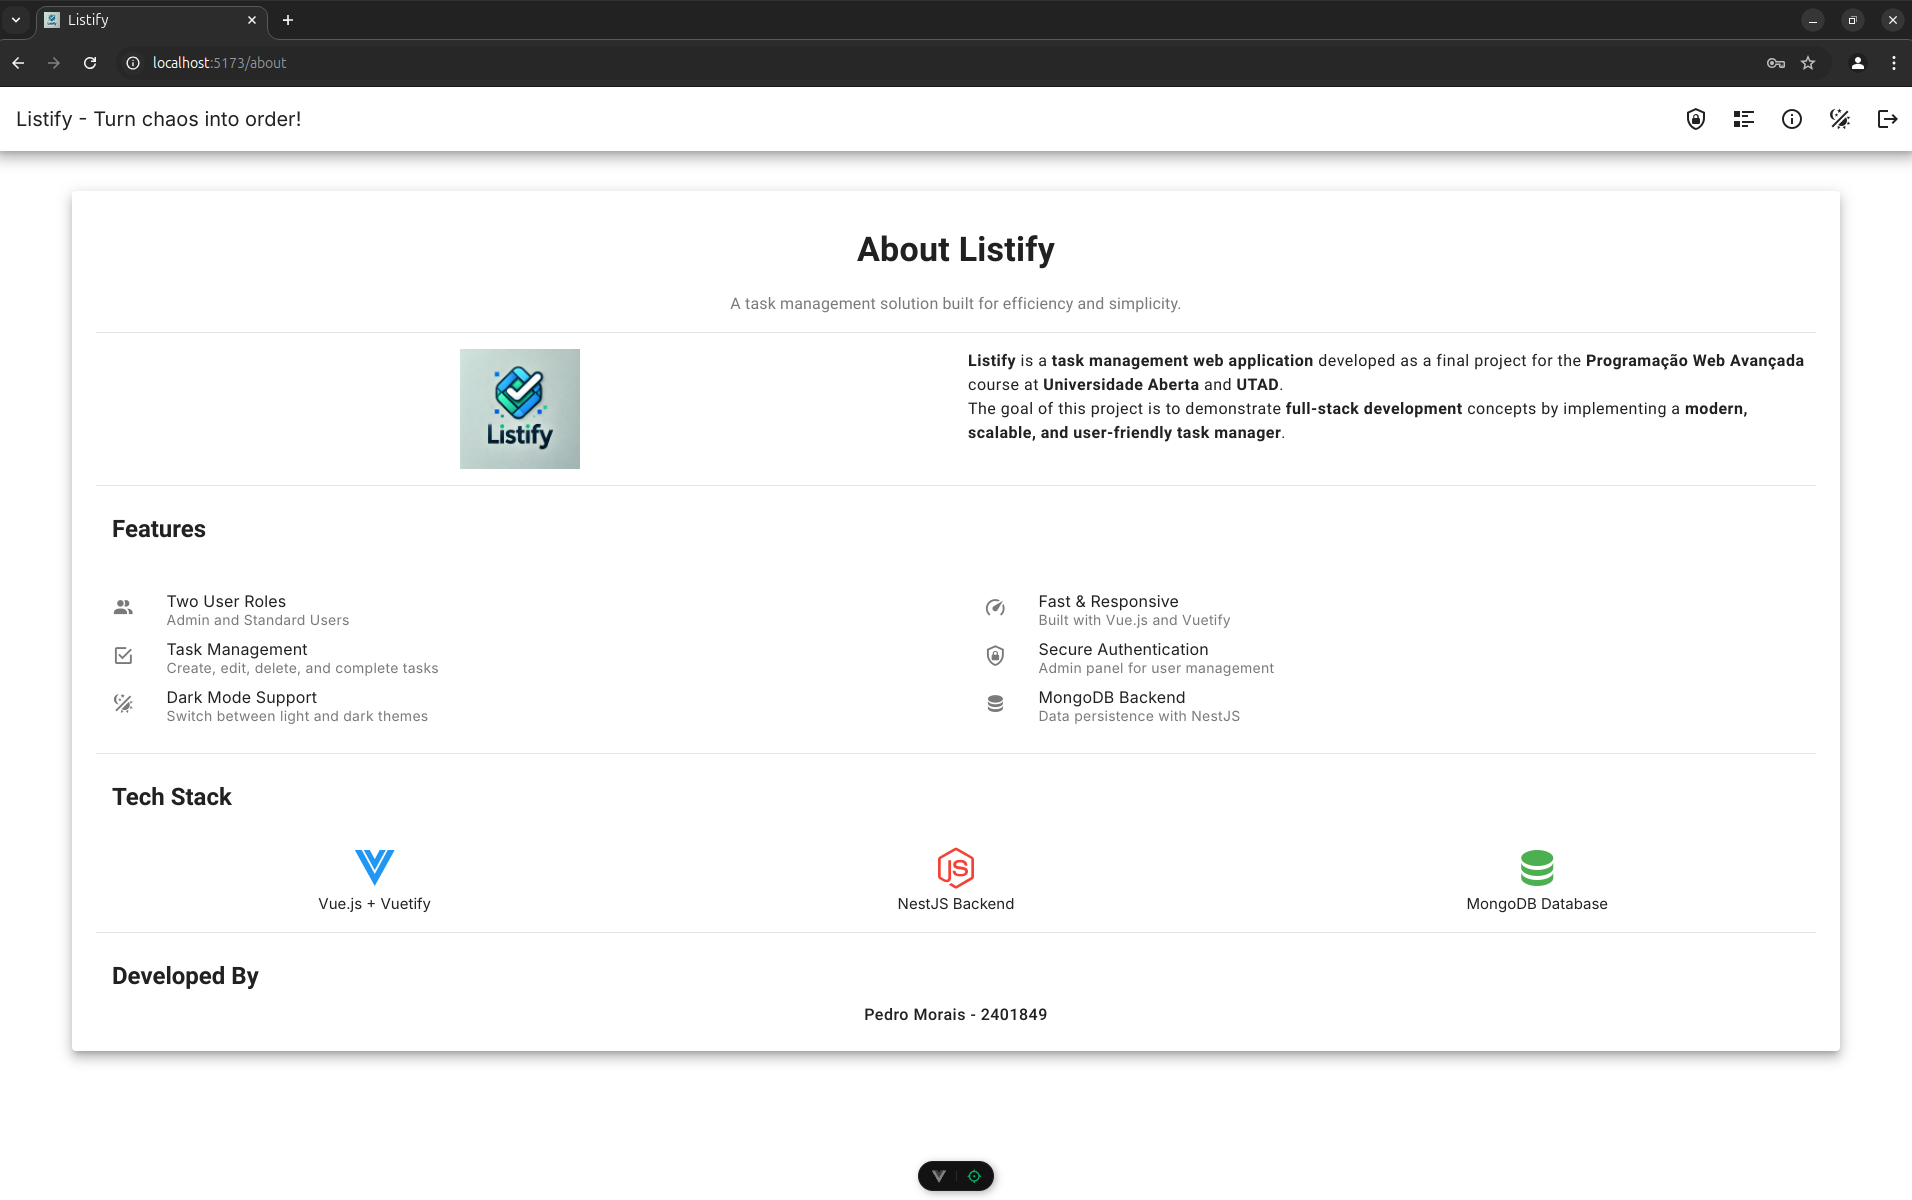 Listify
localhost:5173/about
Listify - Turn chaos into order!
About Listify
A task management solution built for efficiency and simplicity.
Listify
Listify is a task management web application developed as a final project for the Programação Web Avançada
course at Universidade Aberta and UTAD.
The goal of this project is to demonstrate full-stack development concepts by implementing a modern,
scalable, and user-friendly task manager.
Features
Two User Roles
Admin and Standard Users
Task Management
Create, edit, delete, and complete tasks
Dark Mode Support
Switch between light and dark themes
Fast & Responsive
Built with Vue.js and Vuetify
Secure Authentication
Admin panel for user management
MongoDB Backend
Data persistence with NestJS
Tech Stack
Vue.js + Vuetify
JS
NestJS Backend
MongoDB Database
Developed By
Pedro Morais - 2401849